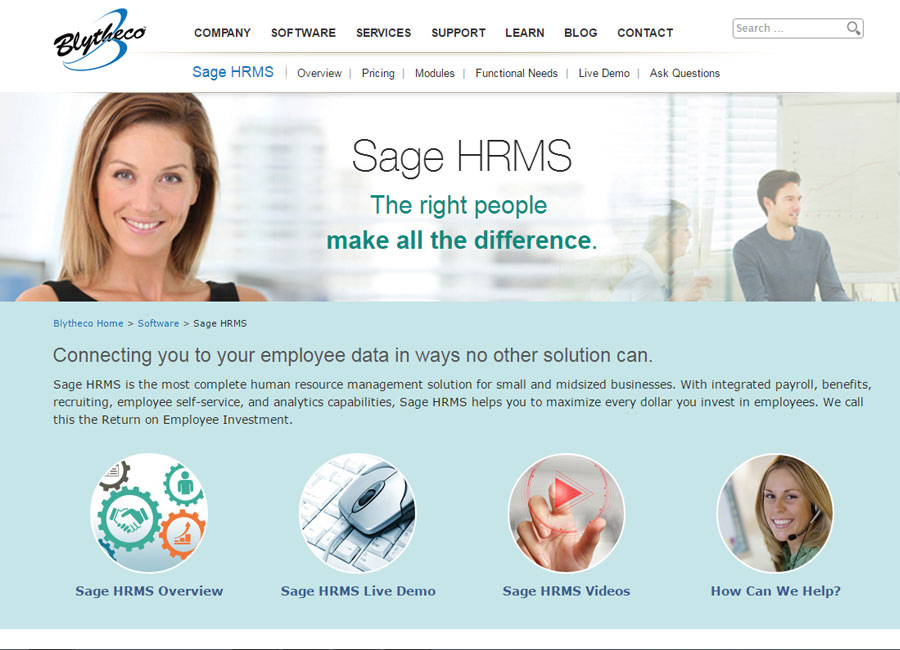 Blytheco
COMPANY SOFTWARE SERVICES SUPPORT LEARN BLOG CONTACT
Search ...
Sage HRMS | Overview | Pricing | Modules | Functional Needs | Live Demo | Ask Questions
Sage HRMS
The right people
make all the difference.
Blytheco Home > Software > Sage HRMS
Connecting you to your employee data in ways no other solution can.
Sage HRMS is the most complete human resource management solution for small and midsized businesses. With integrated payroll, benefits,
recruiting, employee self-service, and analytics capabilities, Sage HRMS helps you to maximize every dollar you invest in employees. We call
this the Return on Employee Investment.
Sage HRMS Overview
Sage HRMS Live Demo
Sage HRMS Videos
How Can We Help?